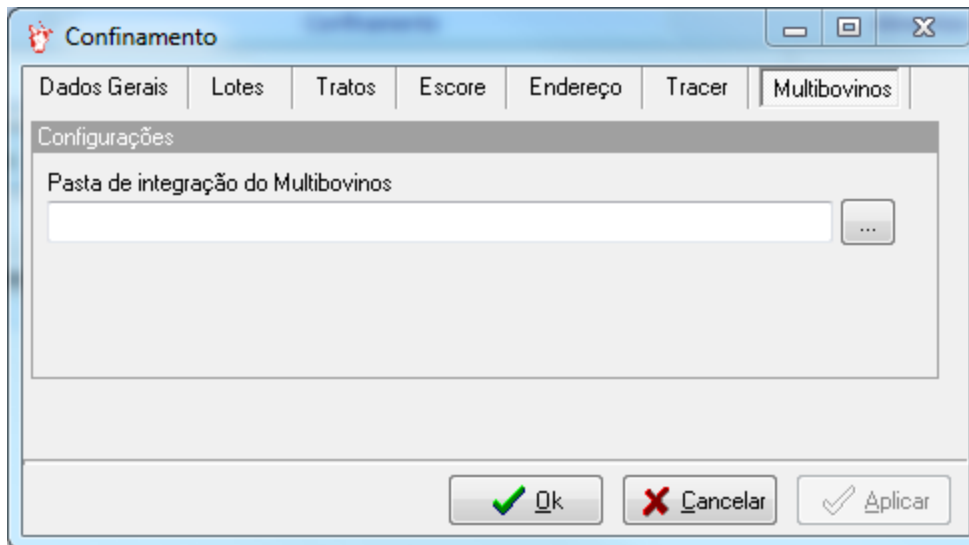 Confinamento
Dados Gerais Lotes Tratos Escore Endereço Tracer Multibovinos
Configurações
Pasta de integração do Multibovinos
...
Ok Cancelar Aplicar